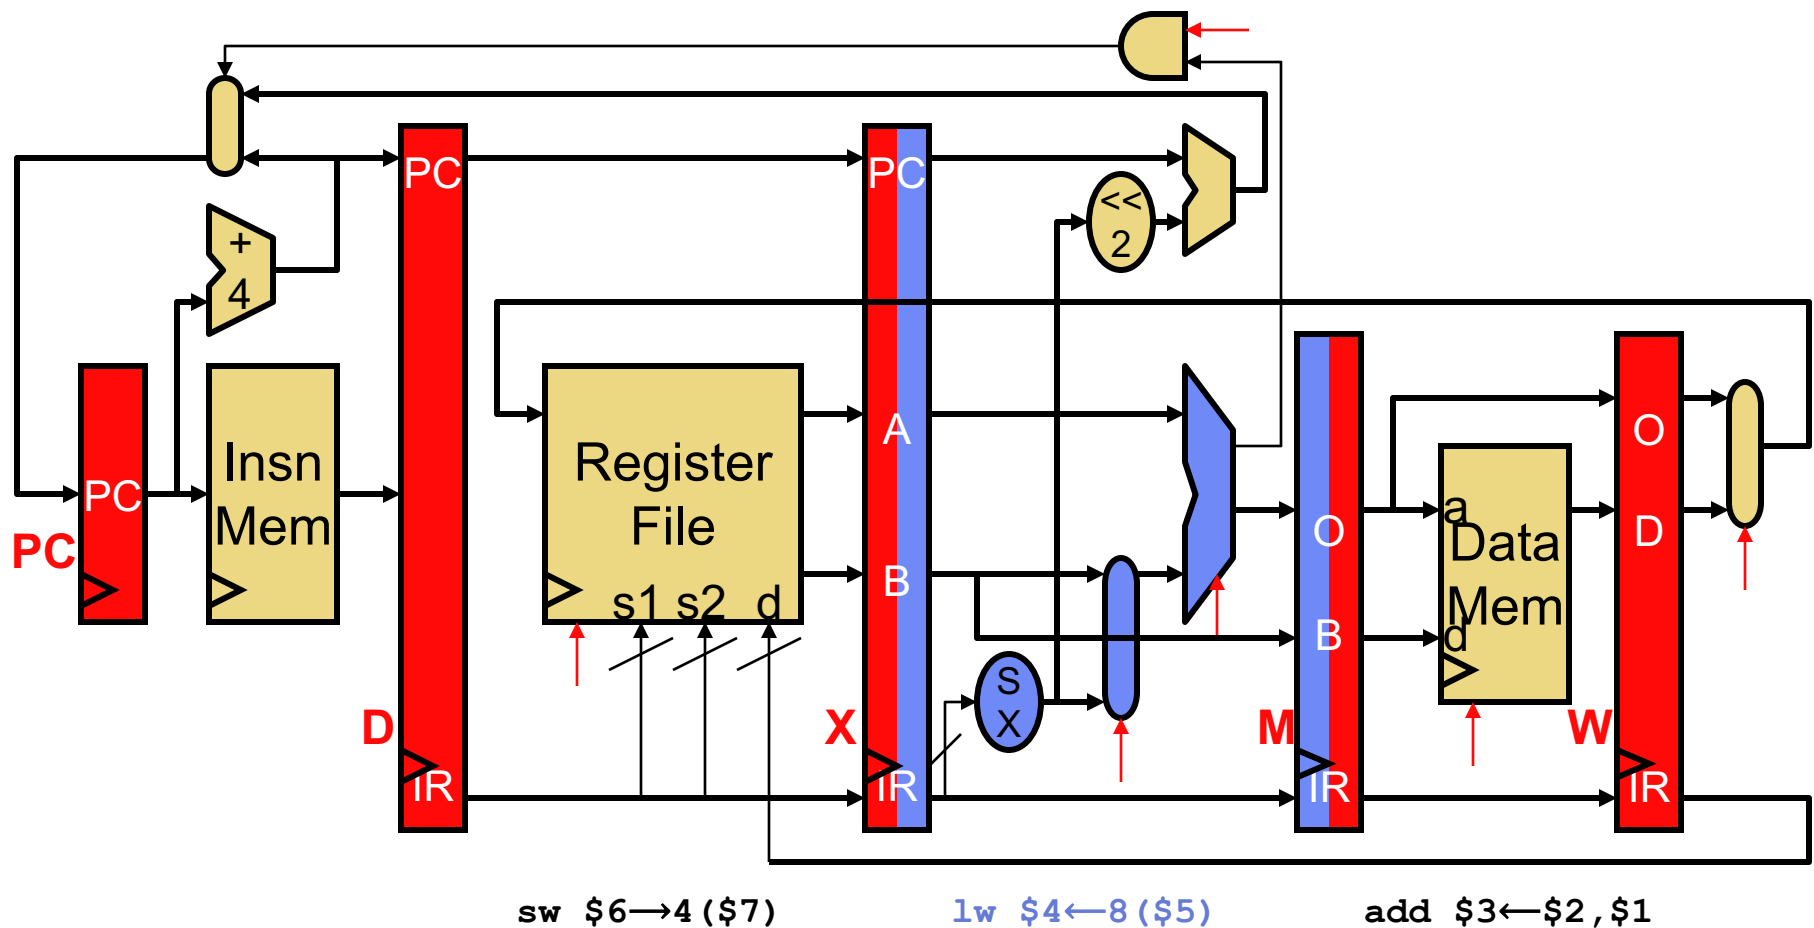 PC
PC
<<
2
+
4
PC
PC
Insn
Mem
Register
File
s1 s2 d
A
B
S
X
O
B
a
Data
Mem
d
O
D
D
X
M
W
IR
IR
IR
IR
sw $6→4($7)
lw $4←8($5)
add $3←$2,$1